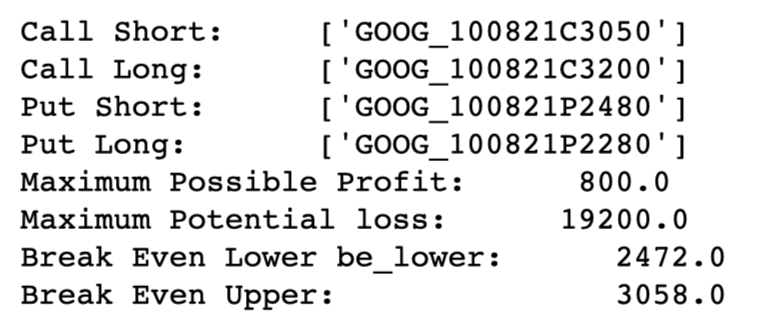 Call Short: ['GOOG_100821C3050']
Call Long: ['GOOG_100821C3200']
Put Short: ['GOOG_100821P2480']
Put Long: ['GOOG_100821P2280']
Maximum Possible Profit: 800.0
Maximum Potential loss: 19200.0
Break Even Lower be_lower: 2472.0
Break Even Upper: 3058.0